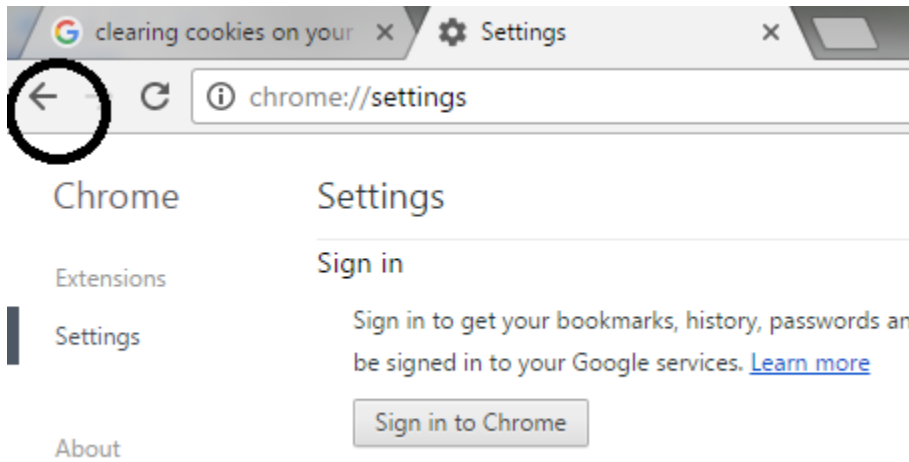 clearing cookies on your
Settings
chrome://settings
Chrome
Settings
Extensions
Settings
About
Sign in
Sign in to get your bookmarks, history, passwords an
be signed in to your Google services. Learn more
Sign in to Chrome